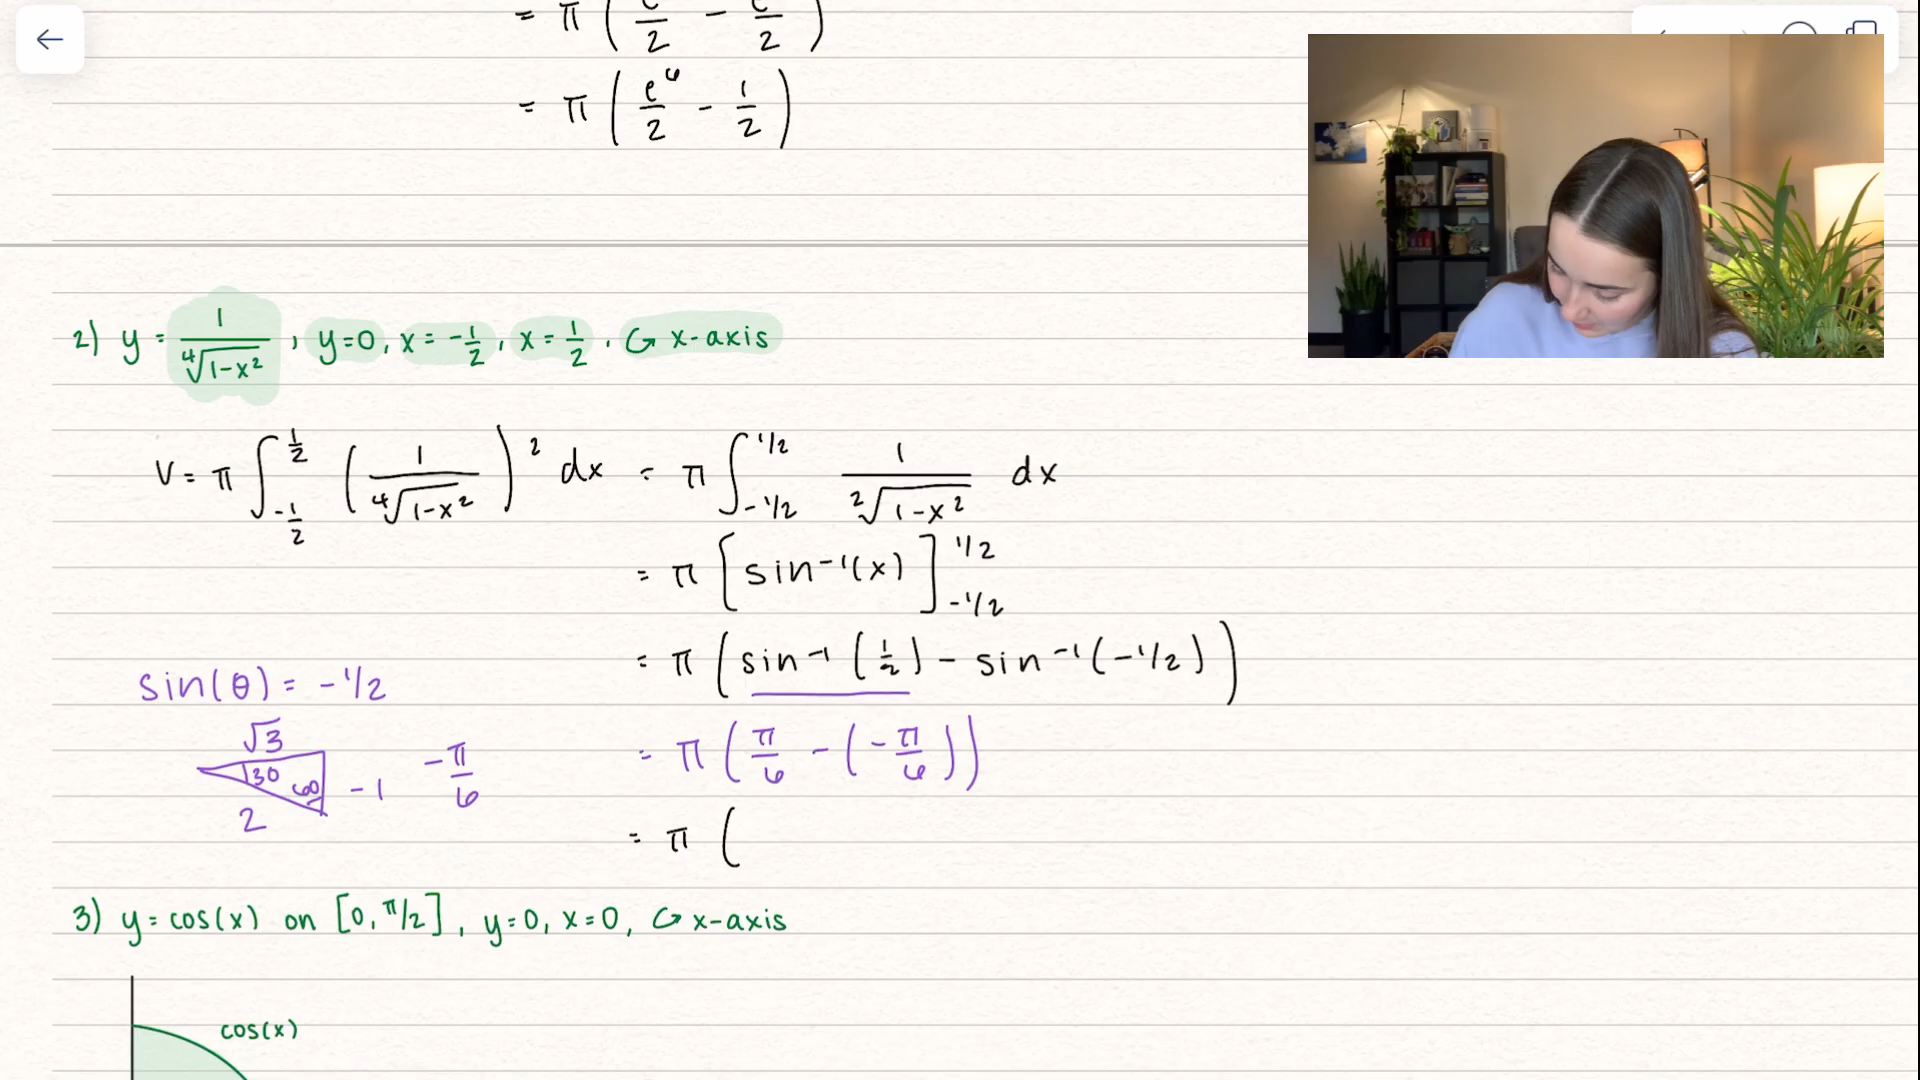 = π ( /2 - /2 )
= π ( e⁶/2 - 1/2 )
2) y = 1/⁴√1-x² , y=0, x=-1/2, x=1/2, ↻ x-axis
V = π ∫_{-1/2}^{1/2} ( 1/⁴√1-x² )² dx = π ∫_{-1/2}^{1/2} 1/²√1-x² dx
= π [ sin⁻¹(x) ]_{-1/2}^{1/2}
= π ( sin⁻¹(1/2) - sin⁻¹(-1/2) )
sin(θ) = -1/2
√3
30
60
-1
2
-π/6
= π ( π/6 - (-π/6) )
= π (
3) y = cos(x) on [0, π/2], y=0, x=0, ↻ x-axis
cos(x)